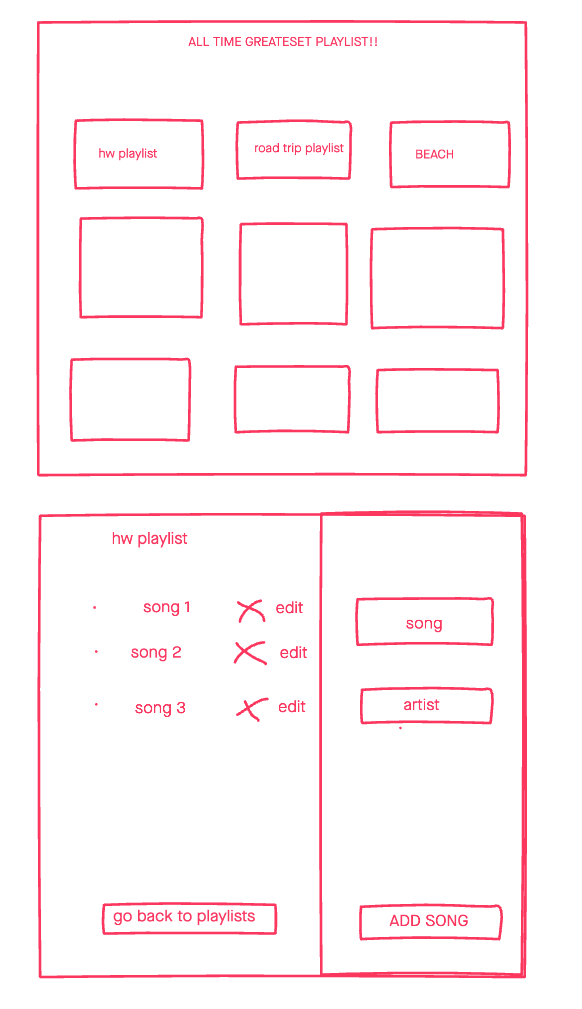 ALL TIME GREATESET PLAYLIST!!
hw playlist
road trip playlist
BEACH
hw playlist
song 1 edit
song 2 edit
song 3 edit
go back to playlists
song
artist
ADD SONG